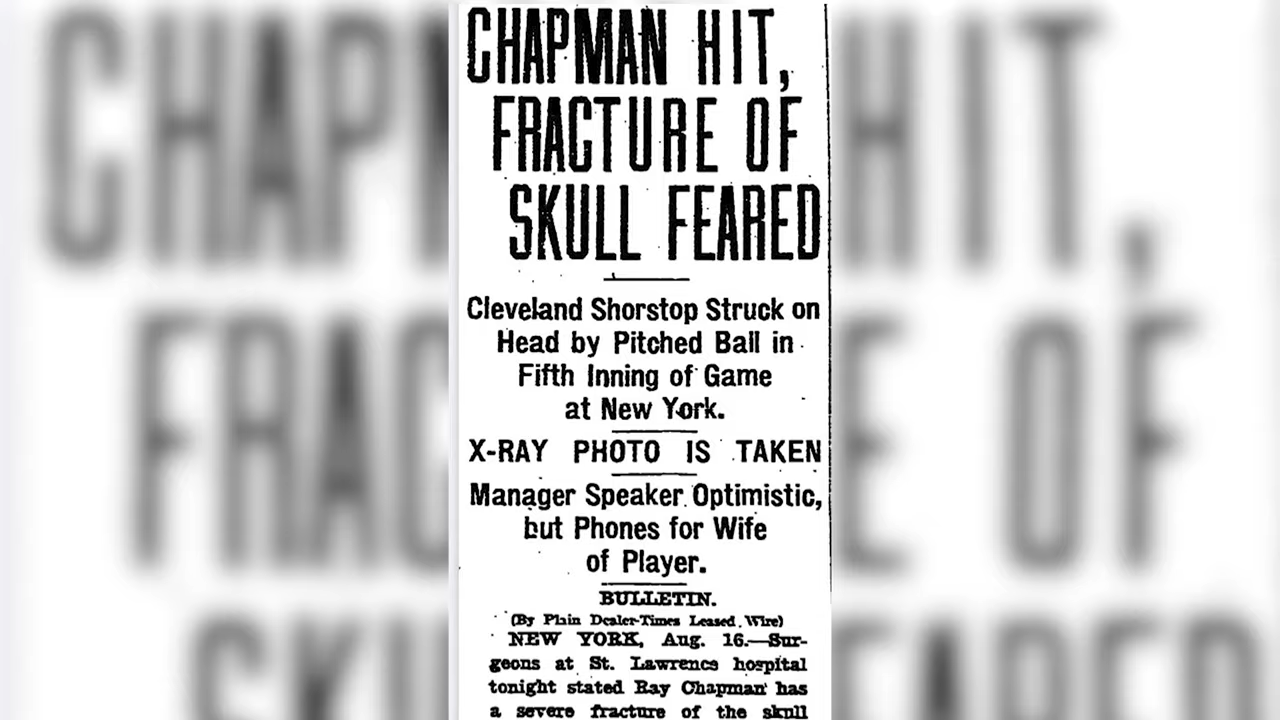 CHAPMAN HIT,
FRACTURE OF
SKULL FEARED
Cleveland Shorstop Struck on
Head by Pitched Ball in
Fifth Inning of Game
at New York.
X-RAY PHOTO IS TAKEN
Manager Speaker Optimistic,
but Phones for Wife
of Player.
BULLETIN.
(By Plain Dealer-Times Leased Wire)
NEW YORK, Aug. 16.—Sur-
geons at St. Lawrence hospital
tonight stated Ray Chapman has
a severe fracture of the skull